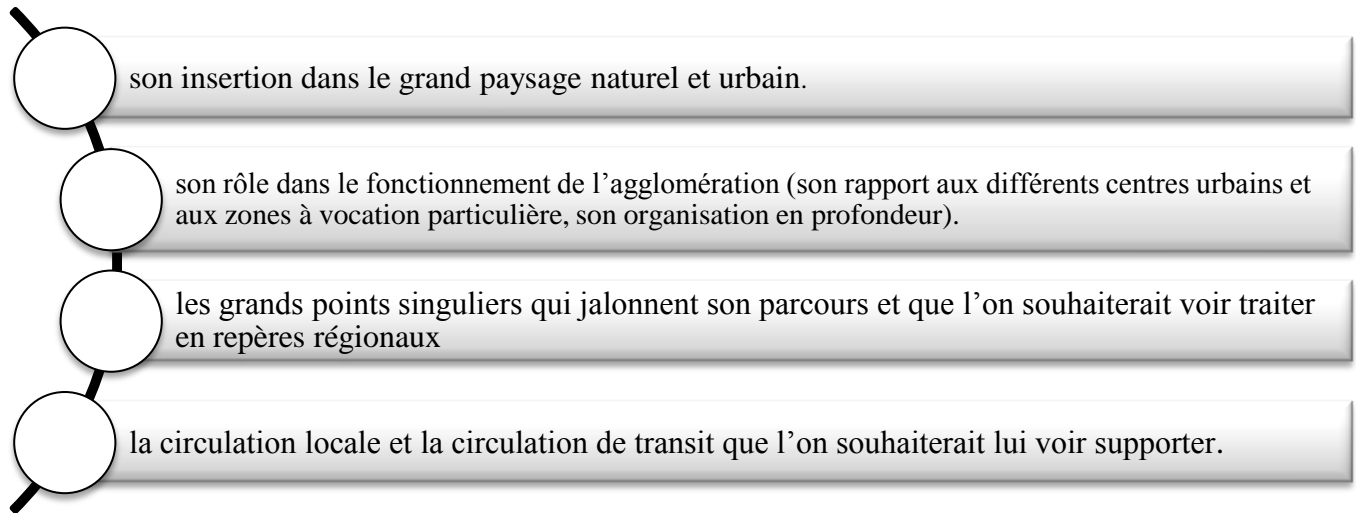 son insertion dans le grand paysage naturel et urbain.
son rôle dans le fonctionnement de l’agglomération (son rapport aux différents centres urbains et
aux zones à vocation particulière, son organisation en profondeur).
les grands points singuliers qui jalonnent son parcours et que l’on souhaiterait voir traiter
en repères régionaux
la circulation locale et la circulation de transit que l’on souhaiterait lui voir supporter.